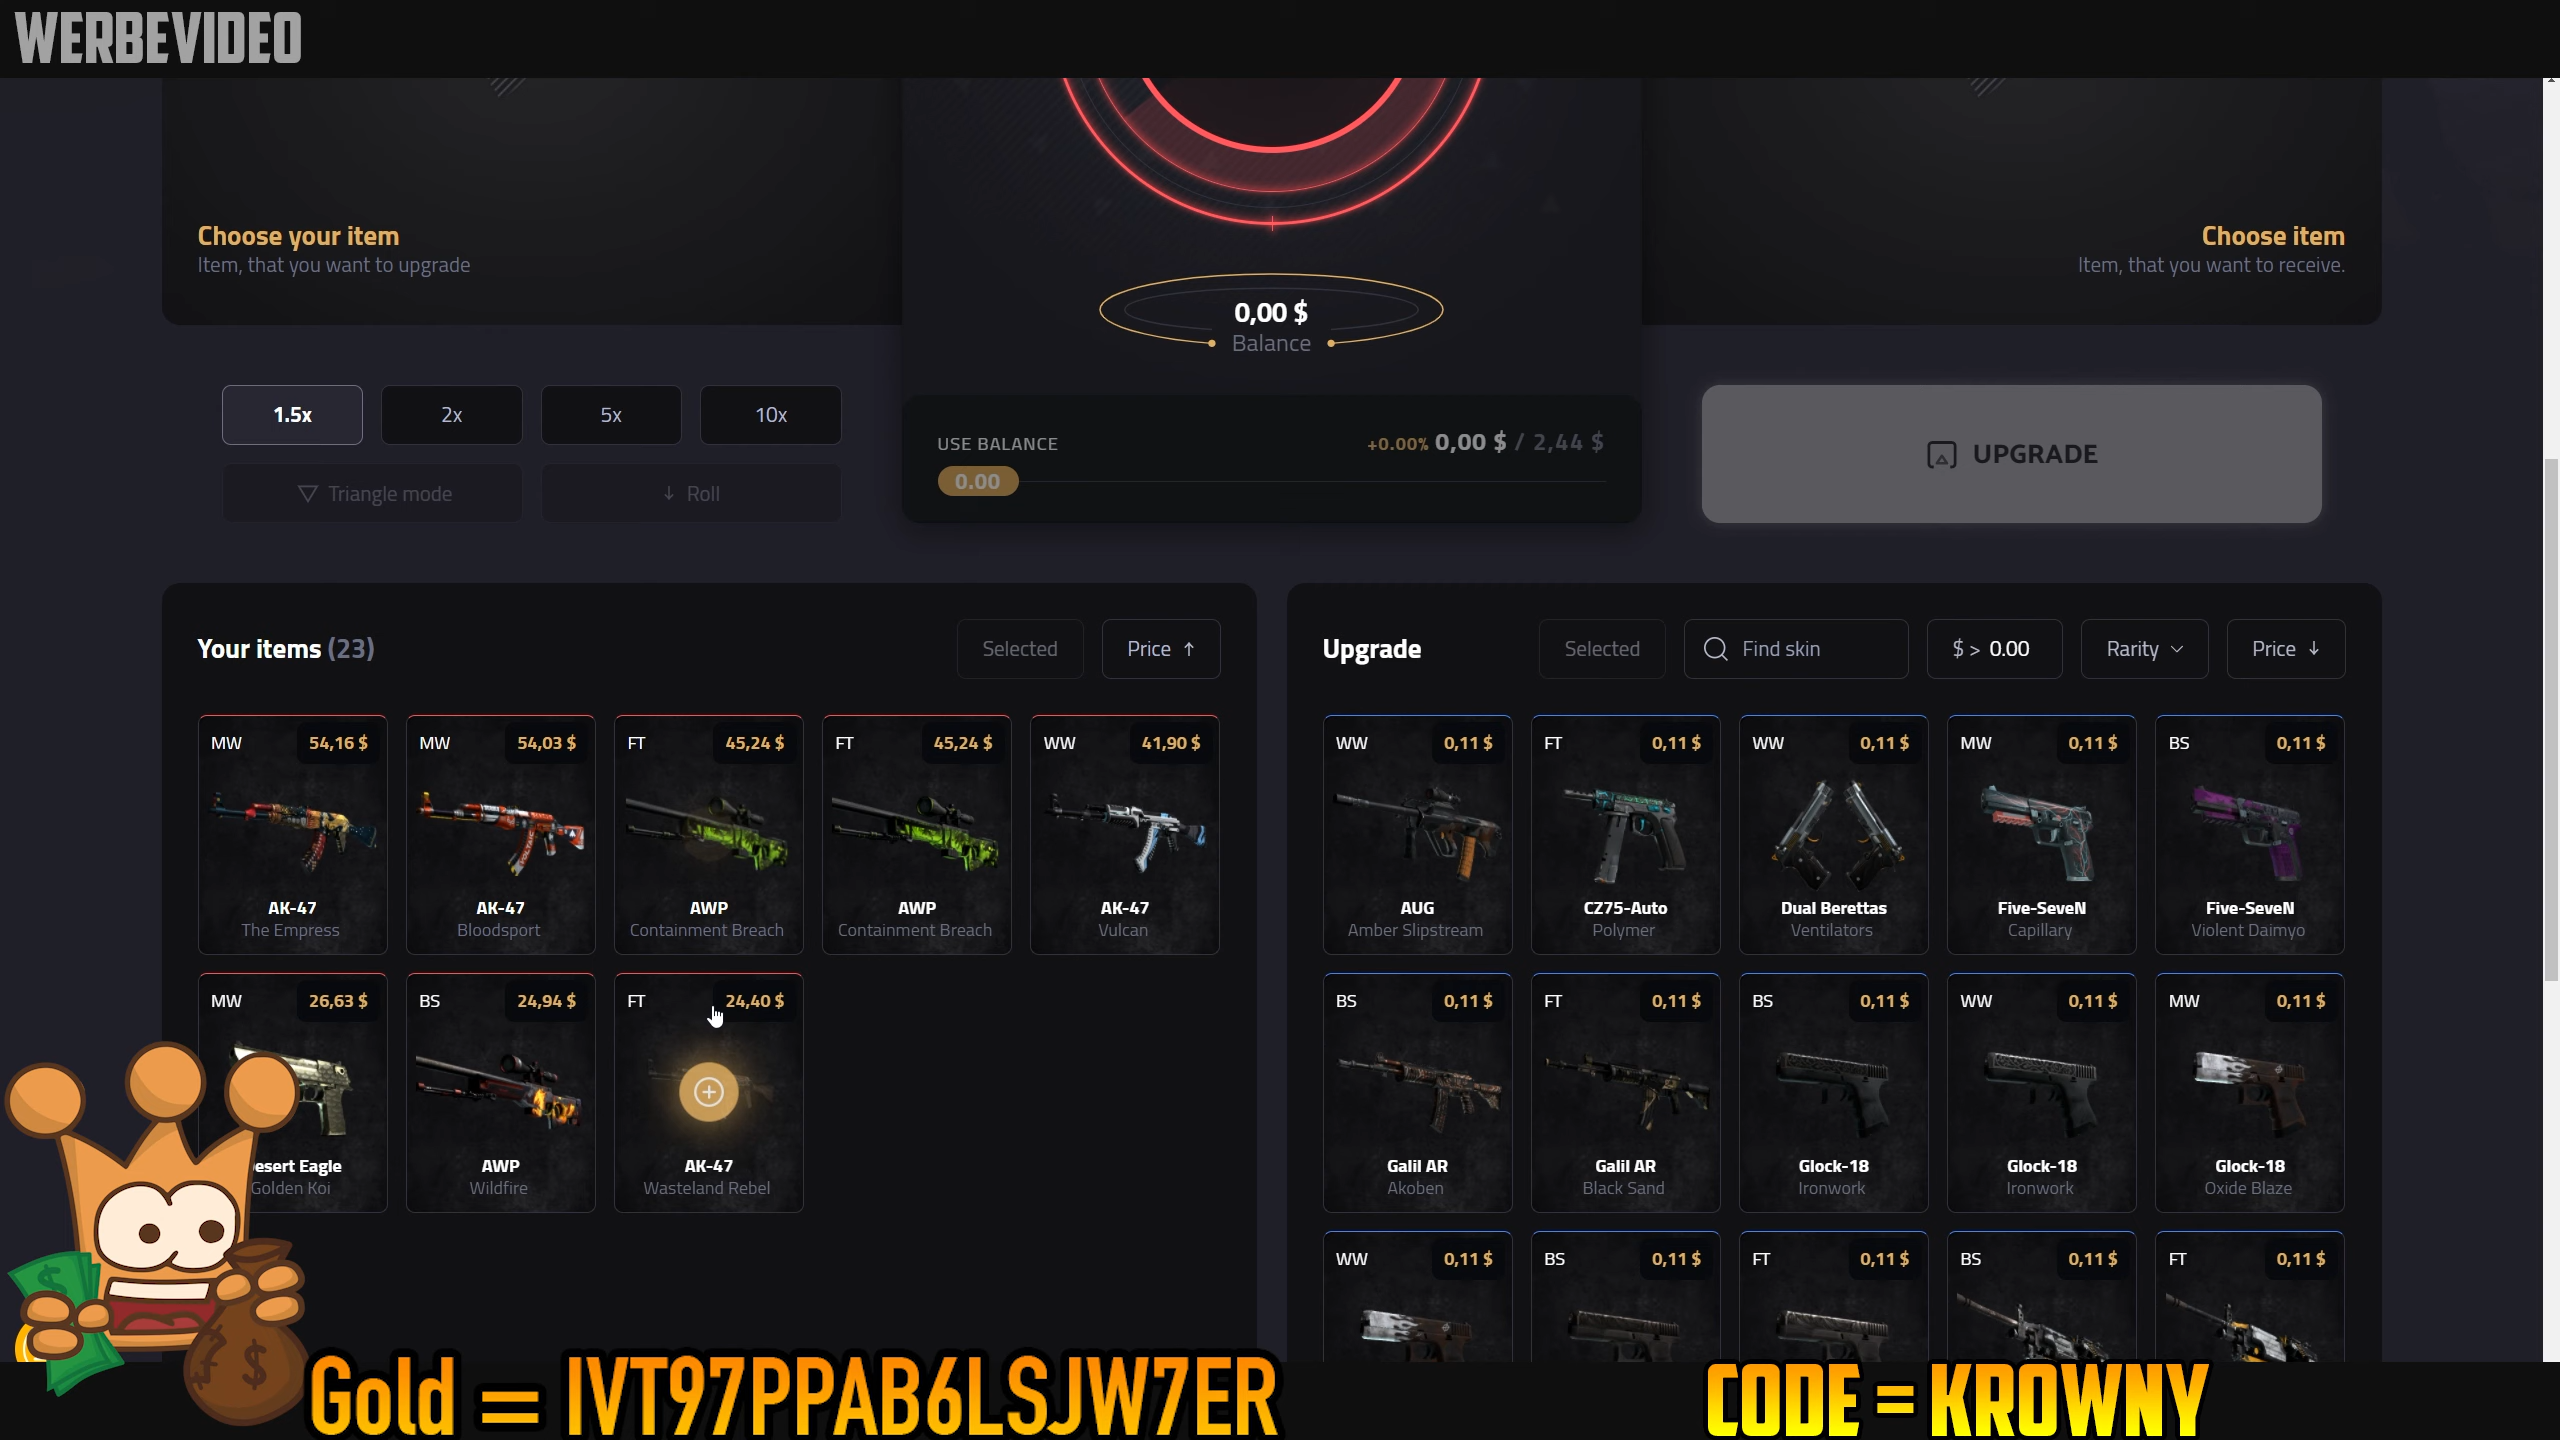 WERBEVIDEO
Choose your item
Item, that you want to upgrade
Choose item
Item, that you want to receive.
0,00 $
Balance
1.5x 2x 5x 10x
Triangle mode Roll
USE BALANCE +0.00% 0,00 $ / 2,44 $
0.00
UPGRADE
Your items (23) Selected Price
MW 54,16 $ MW 54,03 $ FT 45,24 $ FT 45,24 $ WW 41,90 $
AK-47 AK-47 AWP AWP AK-47
The Empress Bloodsport Containment Breach Containment Breach Vulcan
MW 26,63 $ BS 24,94 $ FT 24,40 $
esert Eagle AWP AK-47
Golden Koi Wildfire Wasteland Rebel
Upgrade Selected Find skin $ > 0.00 Rarity Price
WW 0,11 $ FT 0,11 $ WW 0,11 $ MW 0,11 $ BS 0,11 $
AUG CZ75-Auto Dual Berettas Five-SeveN Five-SeveN
Amber Slipstream Polymer Ventilators Capillary Violent Daimyo
BS 0,11 $ FT 0,11 $ BS 0,11 $ WW 0,11 $ MW 0,11 $
Galil AR Galil AR Glock-18 Glock-18 Glock-18
Akoben Black Sand Ironwork Ironwork Oxide Blaze
WW 0,11 $ BS 0,11 $ FT 0,11 $ BS 0,11 $ FT 0,11 $
Gold = IVT97PPAB6LSJW7ER
CODE = KROWNY